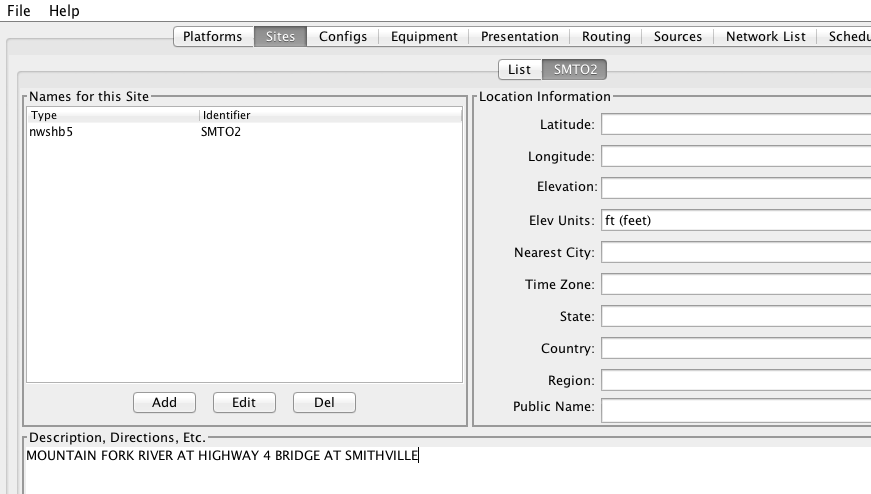 File Help
Platforms Sites Configs Equipment Presentation Routing Sources Network List Schedu
List SMTO2
Names for this Site
Type Identifier
nwshb5 SMTO2
Add Edit Del
Location Information
Latitude:
Longitude:
Elevation:
Elev Units: ft (feet)
Nearest City:
Time Zone:
State:
Country:
Region:
Public Name:
Description, Directions, Etc.
MOUNTAIN FORK RIVER AT HIGHWAY 4 BRIDGE AT SMITHVILLE